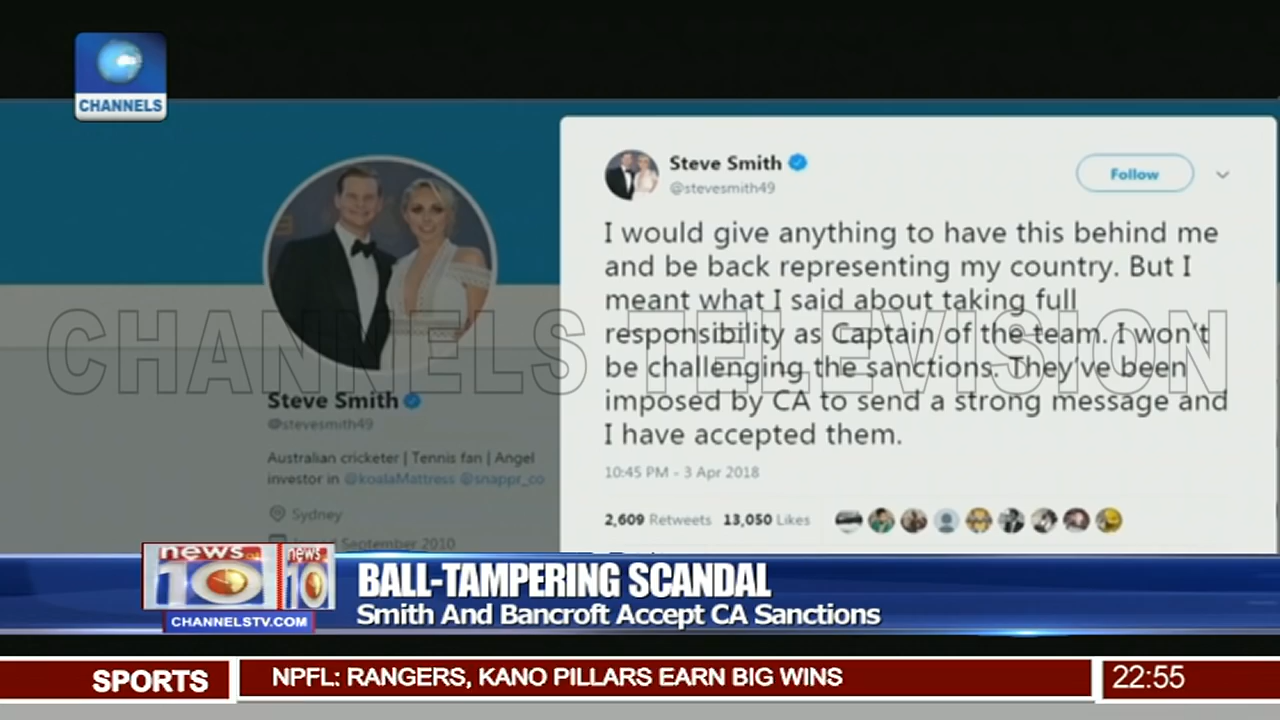 CHANNELS
Steve Smith
@stevesmith49
Follow
I would give anything to have this behind me
and be back representing my country. But I
meant what I said about taking full
responsibility as Captain of the team. I won't
be challenging the sanctions. They've been
imposed by CA to send a strong message and
I have accepted them.
10:45 PM - 3 Apr 2018
2,609 Retweets 13,050 Likes
CHANNELS TELEVISION
Steve Smith
@stevesmith49
Australian cricketer | Tennis fan | Angel
investor in @koalaMattress @snappr_co
Sydney
Joined September 2010
news
10
news
10
CHANNELSTV.COM
BALL-TAMPERING SCANDAL
Smith And Bancroft Accept CA Sanctions
SPORTS
NPFL: RANGERS, KANO PILLARS EARN BIG WINS
22:55